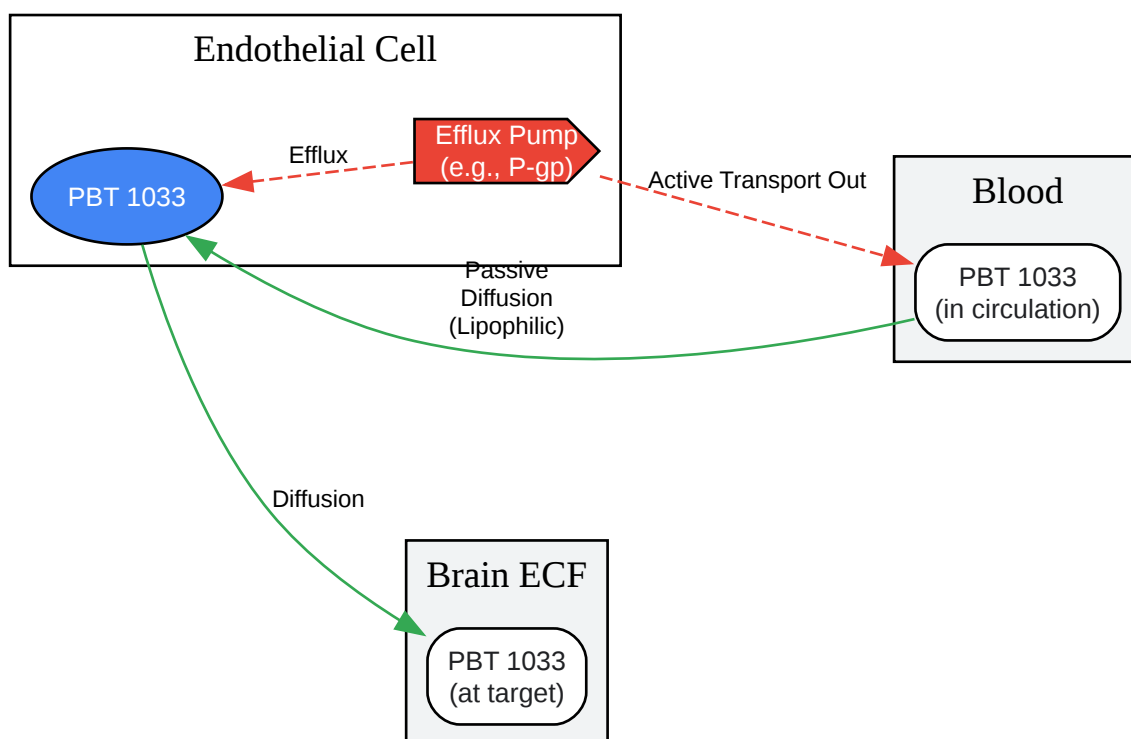 Endothelial Cell
Efflux Pump
(e.g., P-gp)
Efflux
PBT 1033
Active Transport Out
Blood
PBT 1033
(in circulation)
Passive
Diffusion
(Lipophilic)
Diffusion
Brain ECF
PBT 1033
(at target)